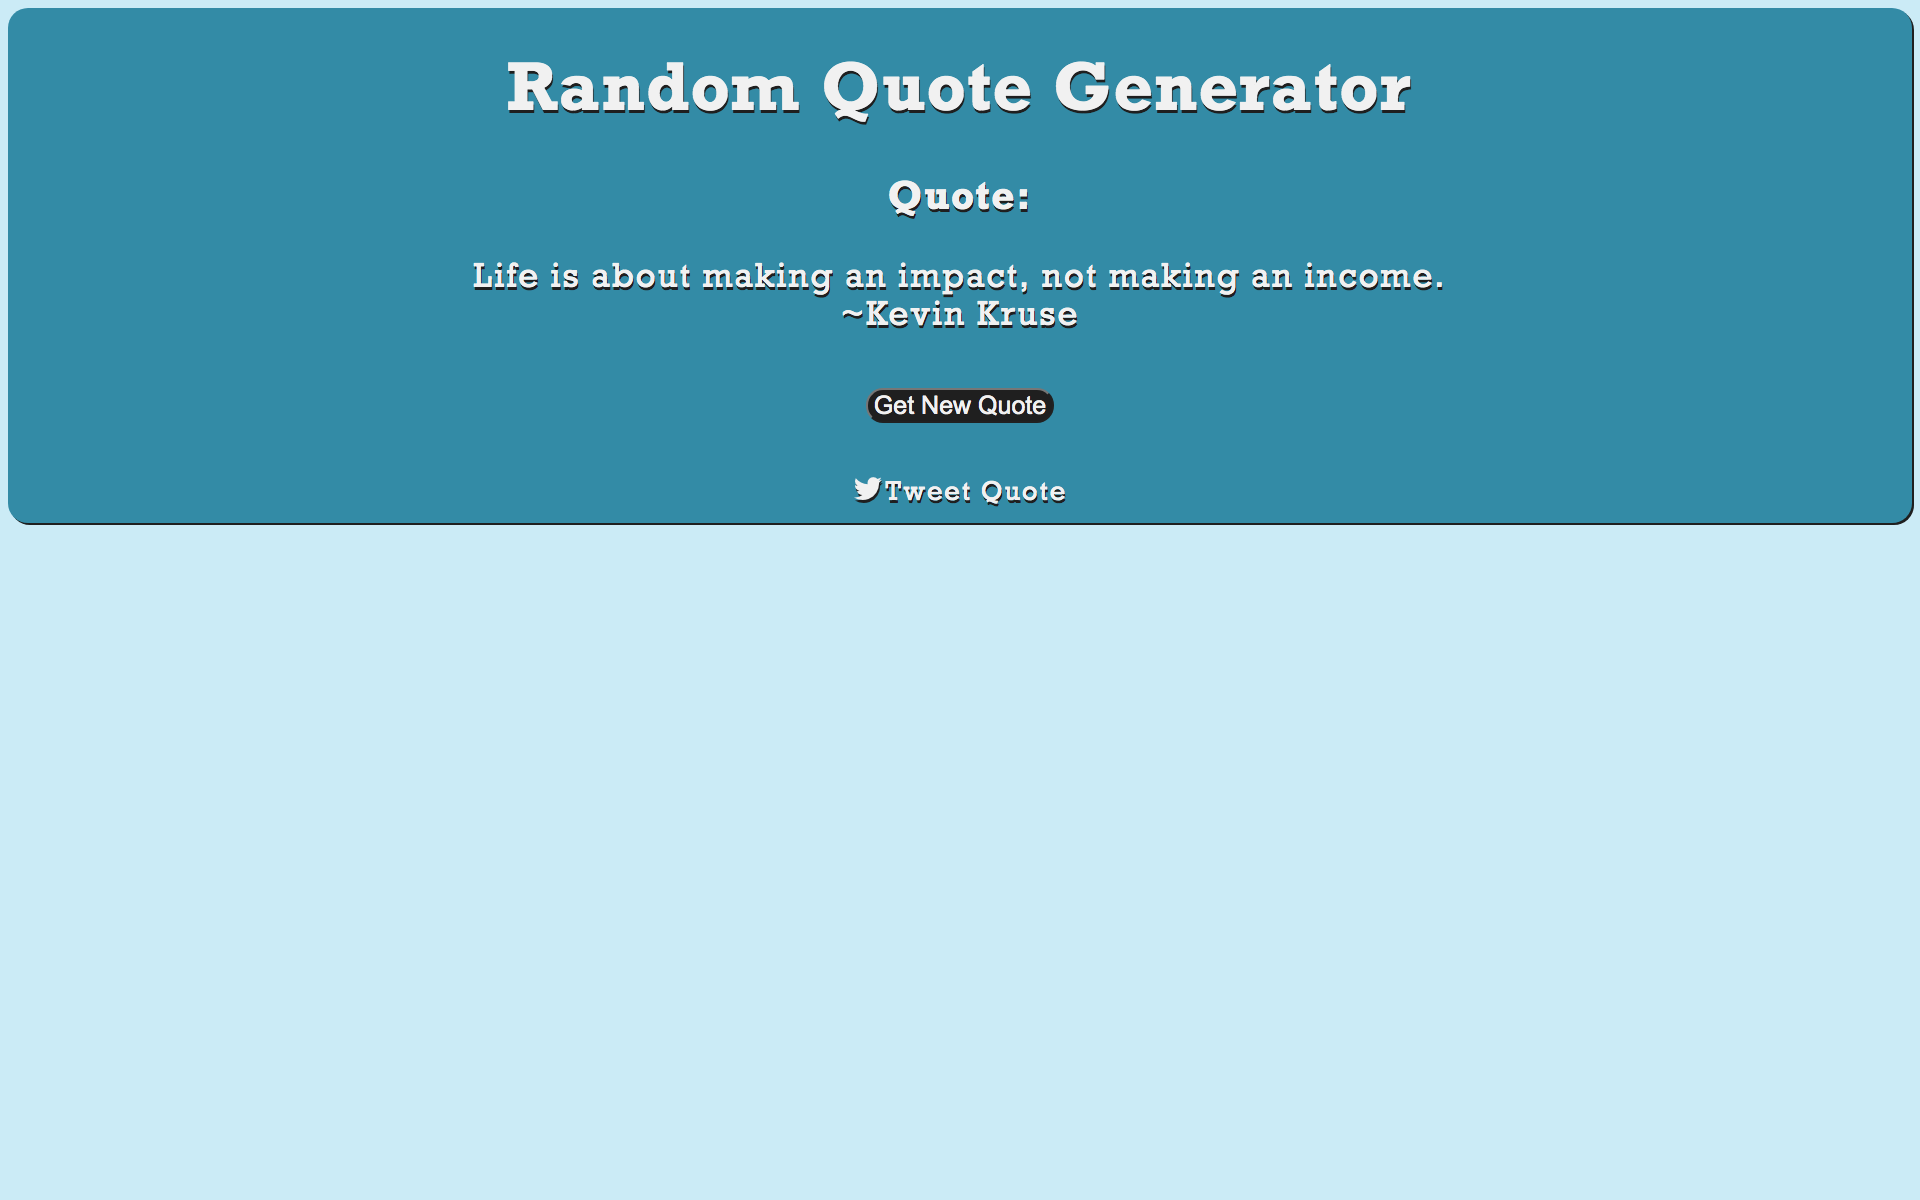 Random Quote Generator
Quote:
Life is about making an impact, not making an income.
~Kevin Kruse
Get New Quote
Tweet Quote